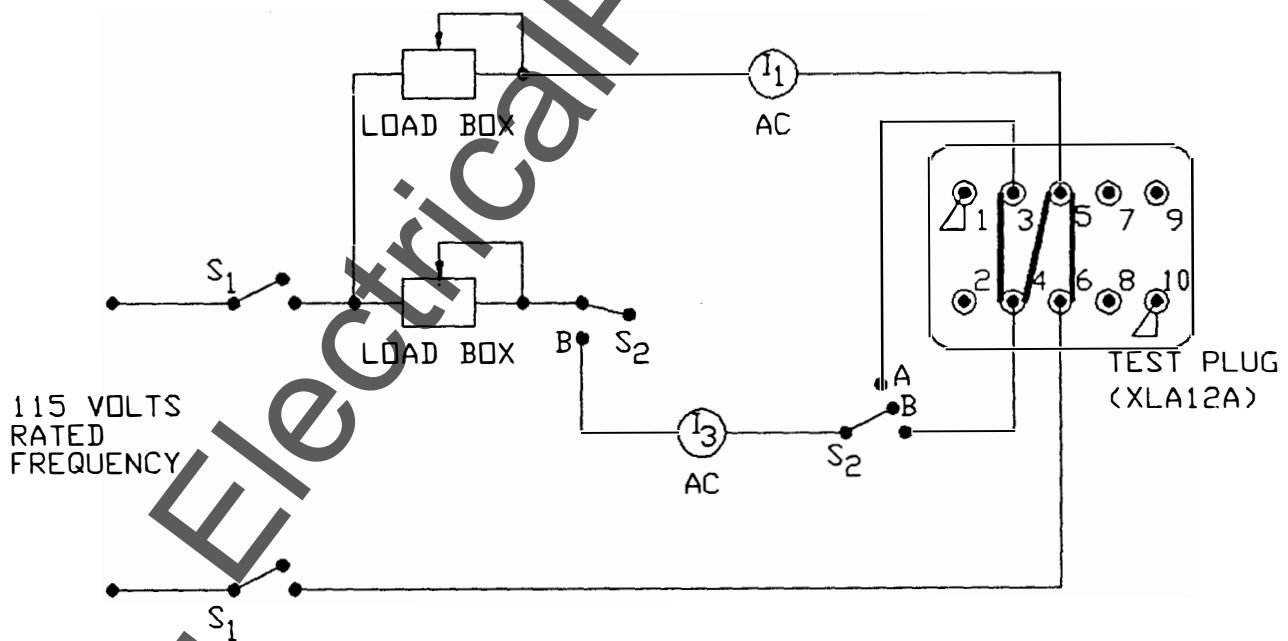 I1
AC
LOAD BOX
1 3 5 7 9
2 4 6 8 10
S1
LOAD BOX
B
S2
TEST PLUG
(XLA12A)
A
B
115 VOLTS
RATED
FREQUENCY
I3
AC
S2
S1
Electrical